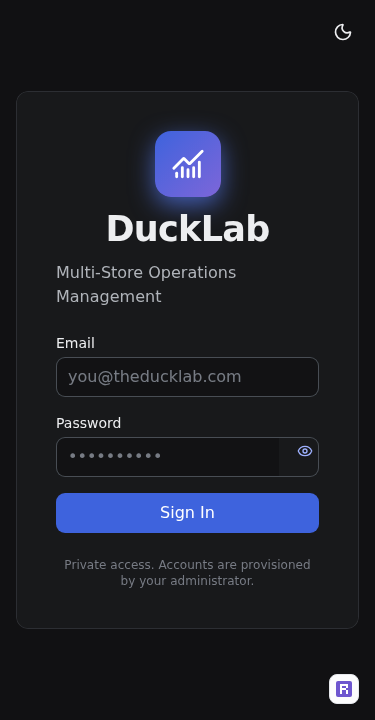 DuckLab
Multi-Store Operations
Management
Email
you@theducklab.com
Password
••••••••••
Sign In
Private access. Accounts are provisioned
by your administrator.